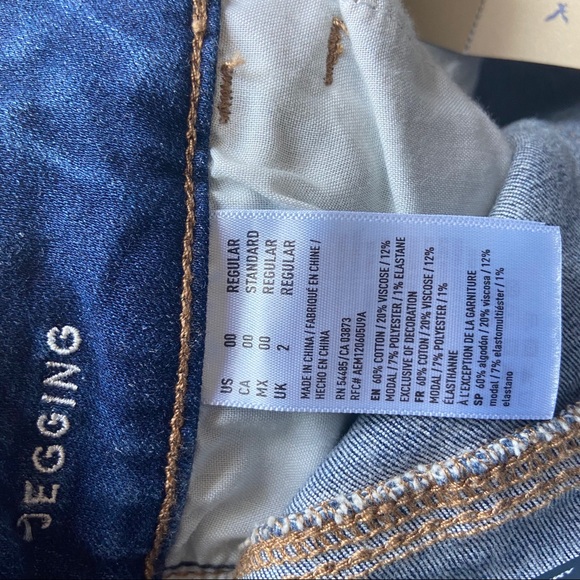 JEGGING
US 00 REGULAR
CA 00 STANDARD
MX 00 REGULAR
UK 2 REGULAR
MADE IN CHINA / FABRIQUÉ EN CHINE /
HECHO EN CHINA
RN 54485/ CA 03873
RFC# AEM120605UV9A
EN 60% COTTON / 20% VISCOSE / 12%
MODAL / 7% POLYESTER / 1% ELASTANE
EXCLUSIVE OF DECORATION
FR 60% COTON / 20% VISCOSE / 12%
MODAL / 7% POLYESTER / 1%
ÉLASTHANNE
À L'EXCEPTION DE LA GARNITURE
SP 60% algodón / 20% viscosa / 12%
modal / 7% elastomultiéster / 1%
elastano